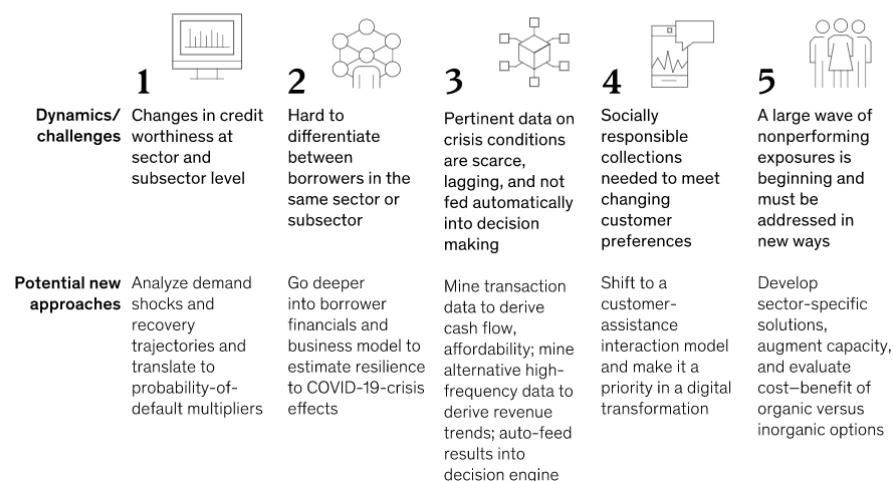 1
2
3
4
5
Dynamics/
challenges
Changes in credit
worthiness at
sector and
subsector level
Hard to
differentiate
between
borrowers in the
same sector or
subsector
Pertinent data on
crisis conditions
are scarce,
lagging, and not
fed automatically
into decision
making
Socially
responsible
collections
needed to meet
changing
customer
preferences
A large wave of
nonperforming
exposures is
beginning and
must be
addressed in
new ways
Potential new
approaches
Analyze demand
shocks and
recovery
trajectories and
translate to
probability-of-
default multipliers
Go deeper
into borrower
financials and
business model to
estimate resilience
to COVID-19-crisis
effects
Mine transaction
data to derive
cash flow,
affordability; mine
alternative high-
frequency data to
derive revenue
trends; auto-feed
results into
decision engine
Shift to a
customer-
assistance
interaction model
and make it a
priority in a digital
transformation
Develop
sector-specific
solutions,
augment capacity,
and evaluate
cost–benefit of
organic versus
inorganic options